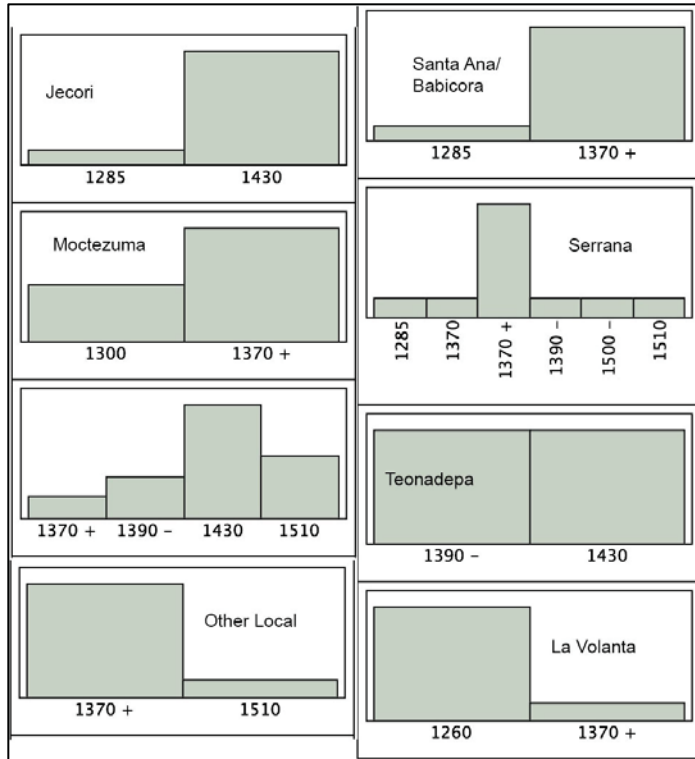 Jecori
1285 1430
Moctezuma
1300 1370 +
1370 + 1390 – 1430 1510
Other Local
1370 + 1510
Santa Ana/
Babicora
1285 1370 +
Serrana
1285 1370 1370 + 1390 – 1500 – 1510
Teonadepa
1390 – 1430
La Volanta
1260 1370 +